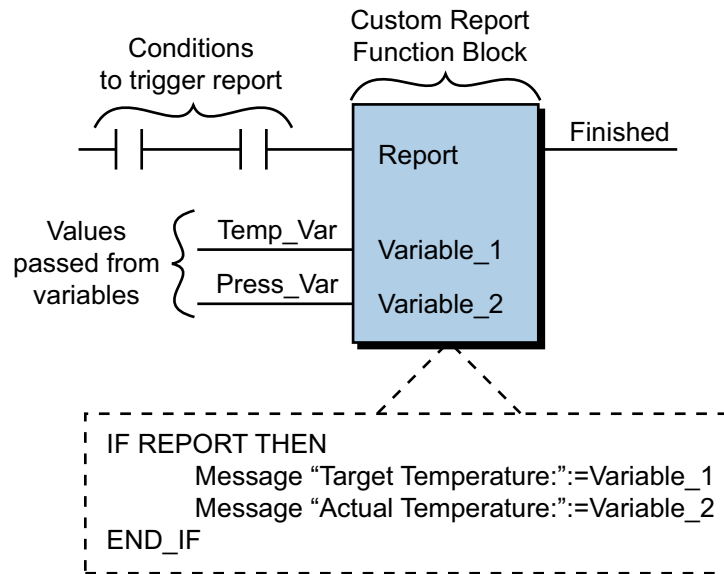 Conditions
to trigger report
Custom Report
Function Block
Report
Finished
Values
passed from
variables
Temp_Var
Variable_1
Press_Var
Variable_2
IF REPORT THEN
Message “Target Temperature:”:=Variable_1
Message “Actual Temperature:”:=Variable_2
END_IF